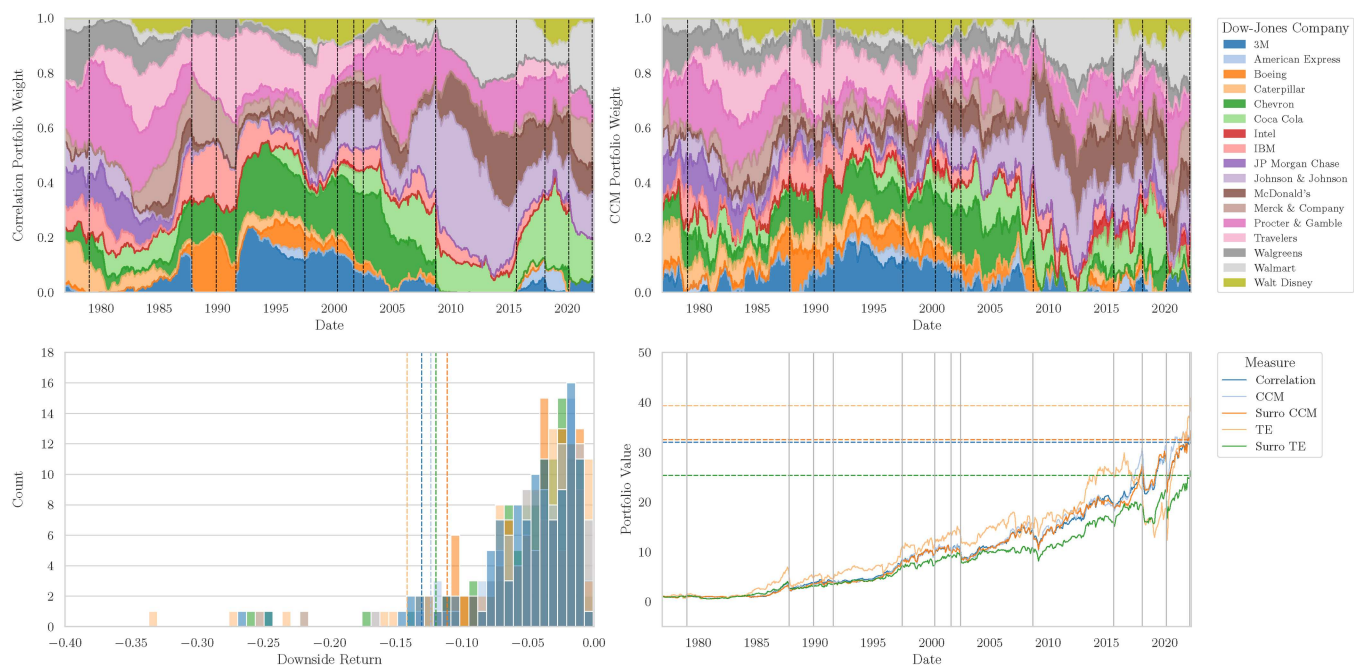 Correlation Portfolio Weight
1.0
0.8
0.6
0.4
0.2
0.0
1980 1985 1990 1995 2000 2005 2010 2015 2020
Date
CCM Portfolio Weight
1.0
0.8
0.6
0.4
0.2
0.0
1980 1985 1990 1995 2000 2005 2010 2015 2020
Date
Dow-Jones Company
3M
American Express
Boeing
Caterpillar
Chevron
Coca Cola
Intel
IBM
JP Morgan Chase
Johnson & Johnson
McDonald's
Merck & Company
Procter & Gamble
Travelers
Walgreens
Walmart
Walt Disney
Count
18
16
14
12
10
8
6
4
2
0
−0.40 −0.35 −0.30 −0.25 −0.20 −0.15 −0.10 −0.05 0.00
Downside Return
Portfolio Value
50
40
30
20
10
0
1980 1985 1990 1995 2000 2005 2010 2015 2020
Date
Measure
Correlation
CCM
Surro CCM
TE
Surro TE